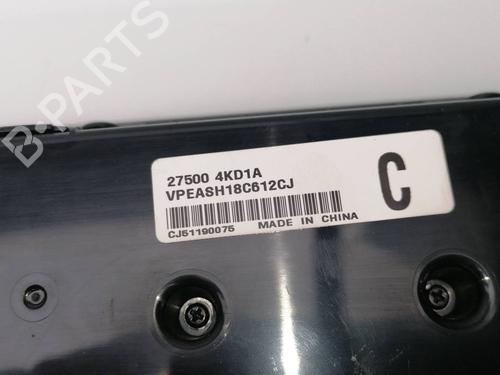 B-PARTS
27500 4KD1A
VPEASH18C612CJ
C
CJ51190075 MADE IN CHINA